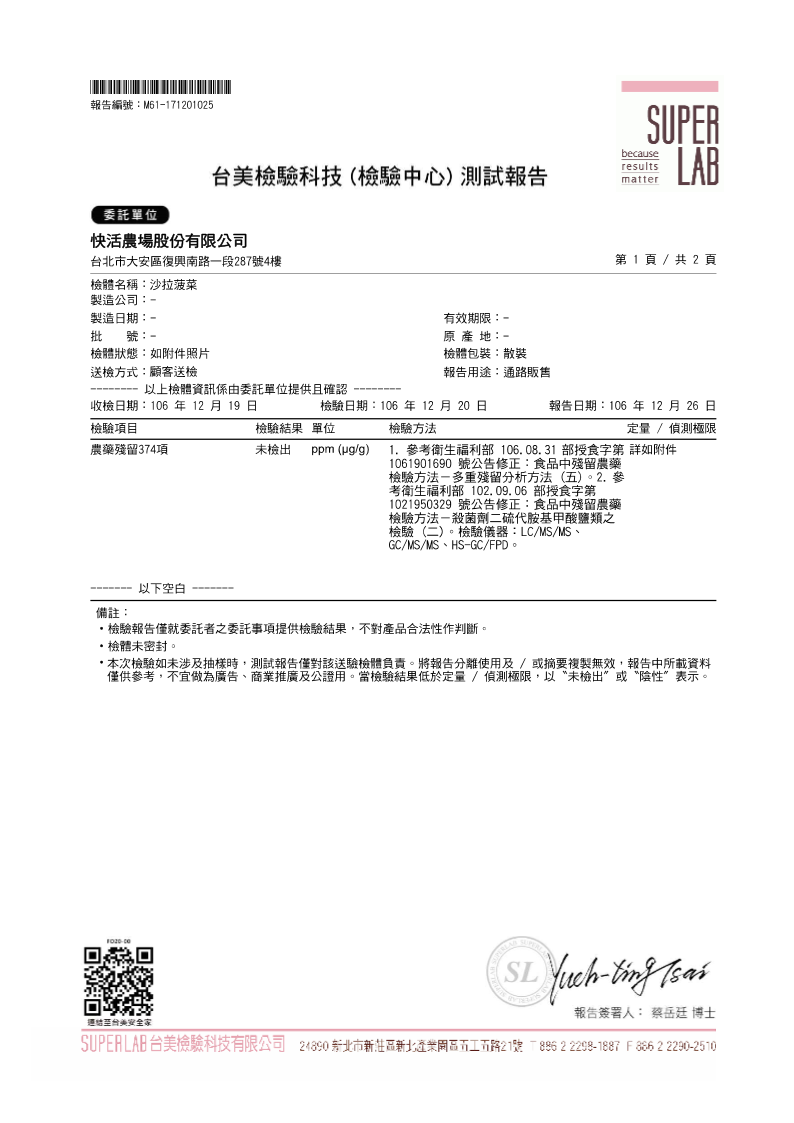 報告編號：M61-171201025
SUPER
LAB
because
results
matter
台美檢驗科技(檢驗中心)測試報告
委託單位
快活農場股份有限公司
台北市大安區復興南路一段287號4樓
第 1 頁 / 共 2 頁
檢體名稱：沙拉菠菜
製造公司：-
製造日期：- 有效期限：-
批　　號：- 原 產 地：-
檢體狀態：如附件照片 檢體包裝：散裝
送檢方式：顧客送檢 報告用途：通路販售
-------- 以上檢體資訊係由委託單位提供且確認 --------
收檢日期：106 年 12 月 19 日 檢驗日期：106 年 12 月 20 日 報告日期：106 年 12 月 26 日
檢驗項目 檢驗結果 單位 檢驗方法 定量 / 偵測極限
農藥殘留374項 未檢出 ppm (μg/g) 1. 參考衛生福利部 106.08.31 部授食字第 詳如附件
1061901690 號公告修正：食品中殘留農藥
檢驗方法－多重殘留分析方法 (五)。2. 參
考衛生福利部 102.09.06 部授食字第
1021950329 號公告修正：食品中殘留農藥
檢驗方法－殺菌劑二硫代胺基甲酸鹽類之
檢驗 (二)。檢驗儀器：LC/MS/MS、
GC/MS/MS、HS-GC/FPD。
------- 以下空白 -------
備註：
・檢驗報告僅就委託者之委託事項提供檢驗結果，不對產品合法性作判斷。
・檢體未密封。
・本次檢驗如未涉及抽樣時，測試報告僅對該送驗檢體負責。將報告分離使用及 / 或摘要複製無效，報告中所載資料
僅供參考，不宜做為廣告、商業推廣及公證用。當檢驗結果低於定量 / 偵測極限，以〝未檢出〞或〝陰性〞表示。
F020-00
連結至台美安全家
SL
Yueh-ting Tsai
報告簽署人： 蔡岳廷 博士
SUPERLAB 台美檢驗科技有限公司
24890 新北市新莊區新北產業園區五工五路21號 T 886 2 2298-1887 F 886 2 2290-2510